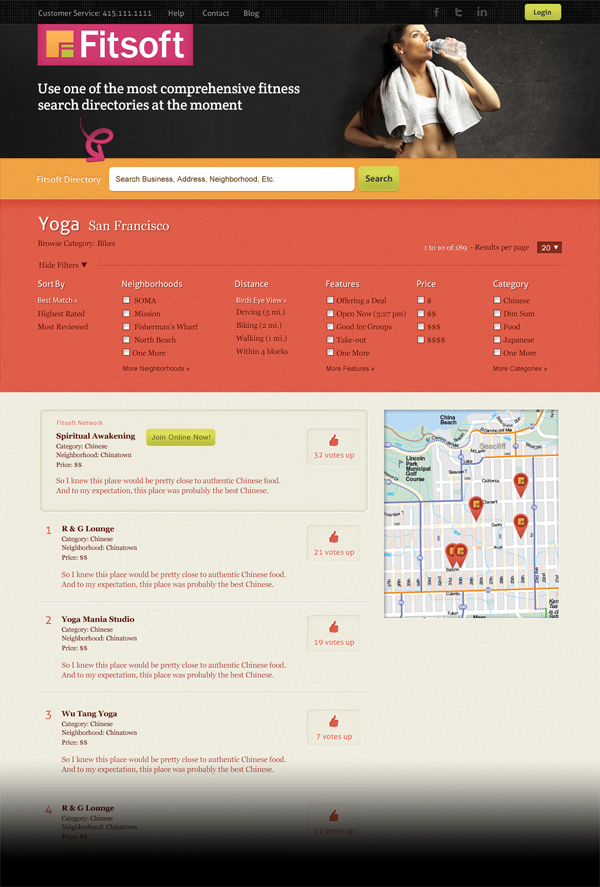 Customer Service: 415.111.1111 Help Contact Blog Login
Fitsoft
Use one of the most comprehensive fitness
search directories at the moment
Fitsoft Directory Search Business, Address, Neighborhood, Etc. Search
Yoga San Francisco
Browse Category: Bikes
1 to 10 of 189 - Results per page 20 ▼
Hide Filters ▼
Sort By
Best Match »
Highest Rated
Most Reviewed
Neighborhoods
SOMA
Mission
Fisherman's Wharf
North Beach
One More
More Neighborhoods »
Distance
Birds Eye View »
Driving (5 mi.)
Biking (2 mi.)
Walking (1 mi.)
Within 4 blocks
Features
Offering a Deal
Open Now (3:27 pm)
Good for Groups
Take-out
One More
More Features »
Price
$
$$
$$$
$$$$
Category
Chinese
Dim Sum
Food
Japanese
One More
More Categories »
Fitsoft Network
Spiritual Awakening Join Online Now!
Category: Chinese
Neighborhood: Chinatown
Price: $$
So I knew this place would be pretty close to authentic Chinese food.
And to my expectation, this place was probably the best Chinese.
32 votes up
1 R & G Lounge
Category: Chinese
Neighborhood: Chinatown
Price: $$
So I knew this place would be pretty close to authentic Chinese food.
And to my expectation, this place was probably the best Chinese.
21 votes up
2 Yoga Mania Studio
Category: Chinese
Neighborhood: Chinatown
Price: $$
So I knew this place would be pretty close to authentic Chinese food.
And to my expectation, this place was probably the best Chinese.
19 votes up
3 Wu Tang Yoga
Category: Chinese
Neighborhood: Chinatown
Price: $$
So I knew this place would be pretty close to authentic Chinese food.
And to my expectation, this place was probably the best Chinese.
7 votes up
4 R & G Lounge
Category: Chinese
Neighborhood: Chinatown
Price: $$
11 votes up
China
Beach
Seacliff
Lincoln
Park
Municipal
Golf
Course
California
Clement
Geary
Balboa
Cabrillo
Fulton